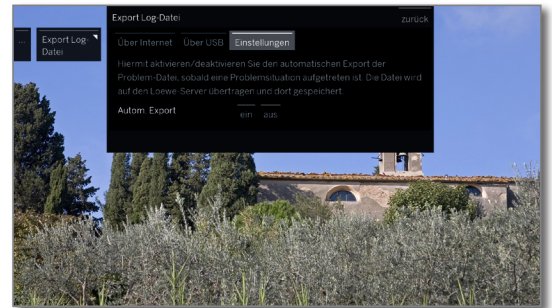 ...
Export Log-
Datei
Export Log-Datei
zurück
Über Internet Über USB Einstellungen
Hiermit aktivieren/deaktivieren Sie den automatischen Export der
Problem-Datei, sobald eine Problemsituation aufgetreten ist. Die Datei wird
auf den Loewe-Server übertragen und dort gespeichert.
Autom. Export ein aus